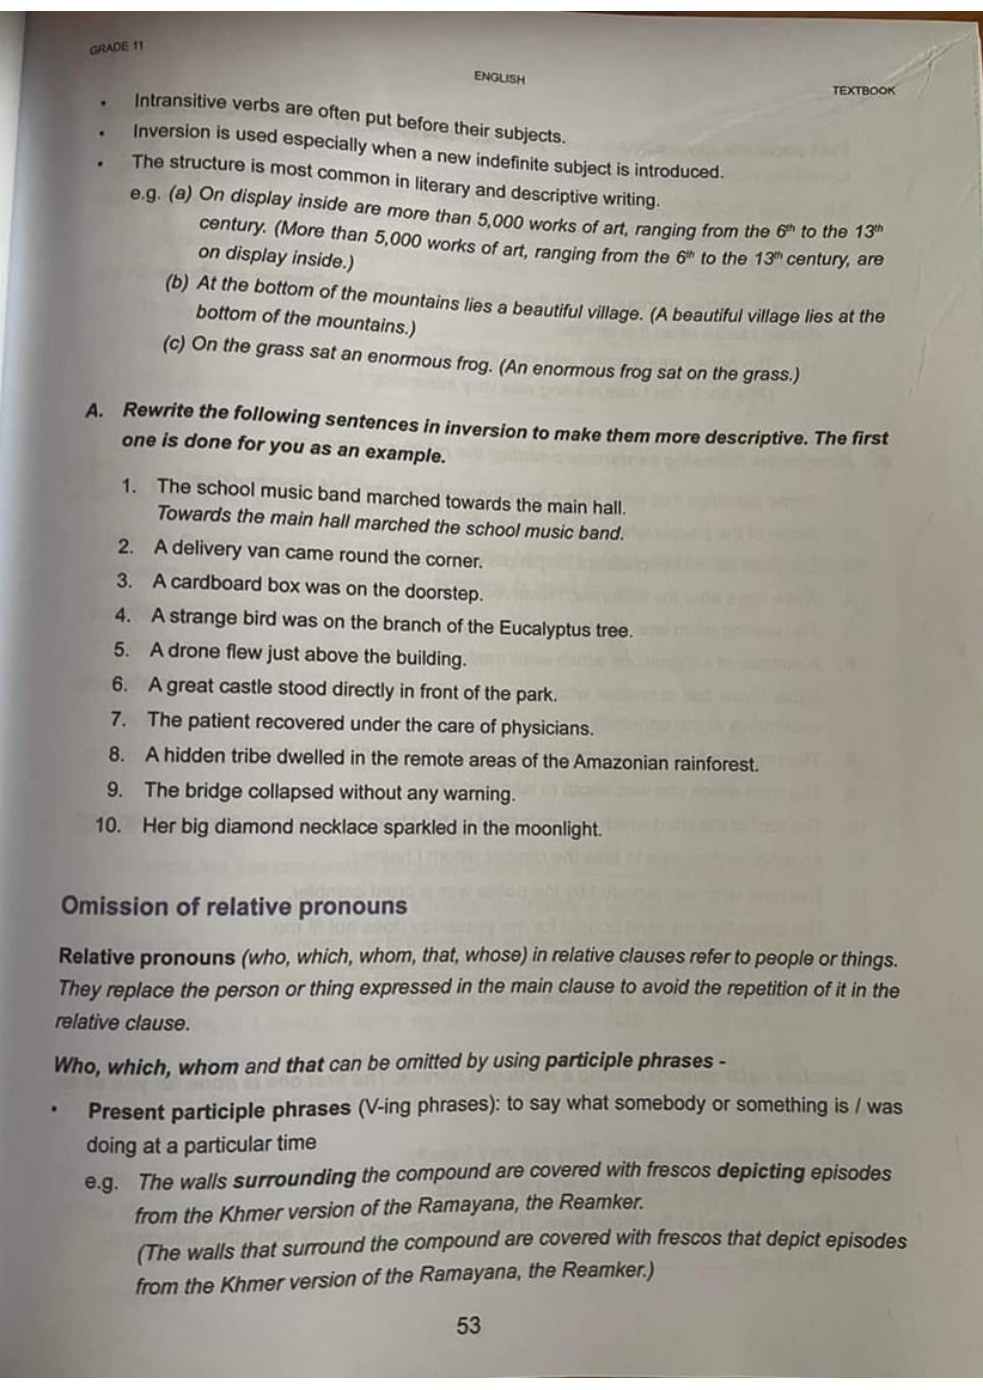 GRADE 11
ENGLISH
TEXTBOOK
• Intransitive verbs are often put before their subjects.
• Inversion is used especially when a new indefinite subject is introduced.
• The structure is most common in literary and descriptive writing.
e.g. (a) On display inside are more than 5,000 works of art, ranging from the 6th to the 13th
century. (More than 5,000 works of art, ranging from the 6th to the 13th century, are
on display inside.)
(b) At the bottom of the mountains lies a beautiful village. (A beautiful village lies at the
bottom of the mountains.)
(c) On the grass sat an enormous frog. (An enormous frog sat on the grass.)
A. Rewrite the following sentences in inversion to make them more descriptive. The first
one is done for you as an example.
1. The school music band marched towards the main hall.
Towards the main hall marched the school music band.
2. A delivery van came round the corner.
3. A cardboard box was on the doorstep.
4. A strange bird was on the branch of the Eucalyptus tree.
5. A drone flew just above the building.
6. A great castle stood directly in front of the park.
7. The patient recovered under the care of physicians.
8. A hidden tribe dwelled in the remote areas of the Amazonian rainforest.
9. The bridge collapsed without any warning.
10. Her big diamond necklace sparkled in the moonlight.
Omission of relative pronouns
Relative pronouns (who, which, whom, that, whose) in relative clauses refer to people or things.
They replace the person or thing expressed in the main clause to avoid the repetition of it in the
relative clause.
Who, which, whom and that can be omitted by using participle phrases -
• Present participle phrases (V-ing phrases): to say what somebody or something is / was
doing at a particular time
e.g. The walls surrounding the compound are covered with frescos depicting episodes
from the Khmer version of the Ramayana, the Reamker.
(The walls that surround the compound are covered with frescos that depict episodes
from the Khmer version of the Ramayana, the Reamker.)
53